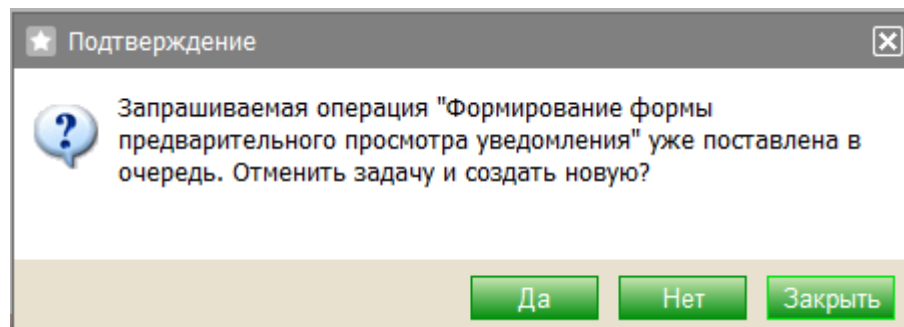 Подтверждение
Запрашиваемая операция "Формирование формы
предварительного просмотра уведомления" уже поставлена в
очередь. Отменить задачу и создать новую?
Да Нет Закрыть